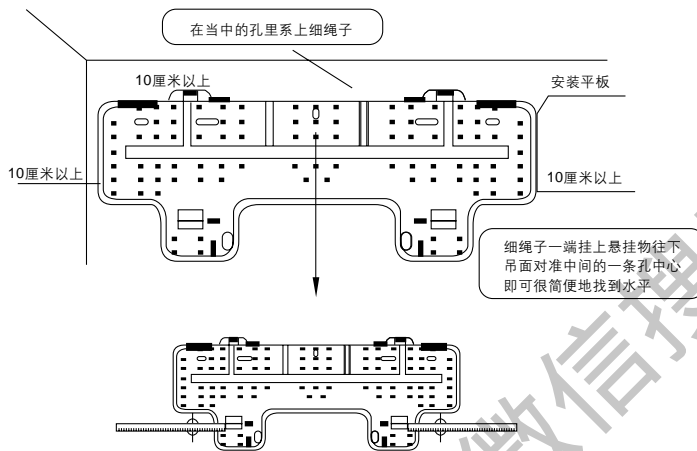 在当中的孔里系上细绳子
10厘米以上
安装平板
10厘米以上
10厘米以上
细绳子一端挂上悬挂物往下
吊面对准中间的一条孔中心
即可很简便地找到水平
微信搜